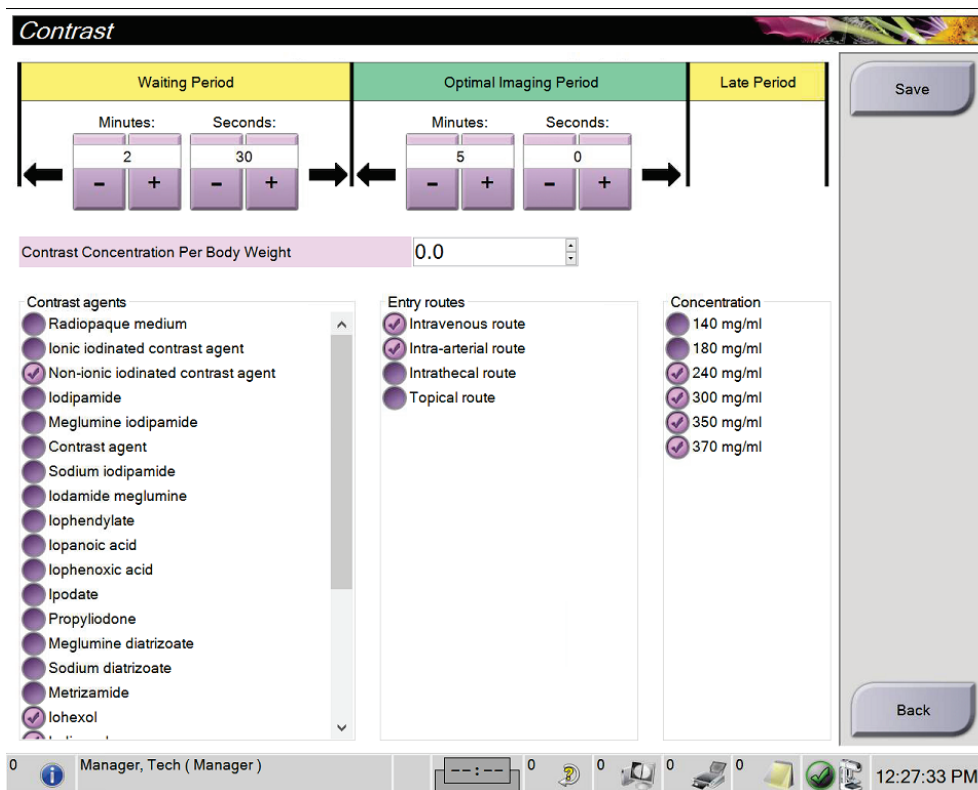 Contrast
Waiting Period
Optimal Imaging Period
Late Period
Save
Minutes:
Seconds:
Minutes:
Seconds:
2
30
5
0
- +
- +
- +
- +
Contrast Concentration Per Body Weight
0.0
Contrast agents
Radiopaque medium
Ionic iodinated contrast agent
Non-ionic iodinated contrast agent
Iodipamide
Meglumine iodipamide
Contrast agent
Sodium iodipamide
Iodamide meglumine
Iophendylate
Iopanoic acid
Iophenoxic acid
Ipodate
Propyliodone
Meglumine diatrizoate
Sodium diatrizoate
Metrizamide
Iohexol
Entry routes
Intravenous route
Intra-arterial route
Intrathecal route
Topical route
Concentration
140 mg/ml
180 mg/ml
240 mg/ml
300 mg/ml
350 mg/ml
370 mg/ml
Back
0
Manager, Tech ( Manager )
--:--
0
0
0
0
12:27:33 PM